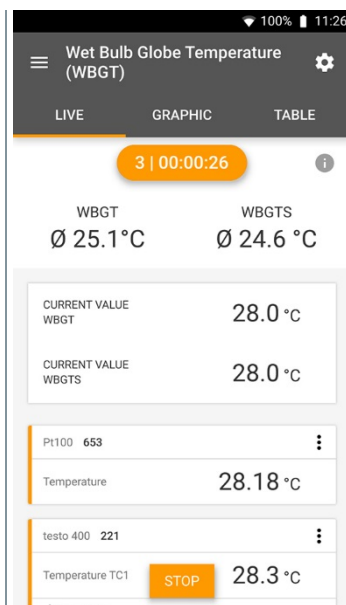 100% 11:26
Wet Bulb Globe Temperature
(WBGT)
LIVE GRAPHIC TABLE
3 | 00:00:26
WBGT WBGTS
Ø 25.1°C Ø 24.6 °C
CURRENT VALUE
WBGT 28.0 °C
CURRENT VALUE
WBGTS 28.0 °C
Pt100 653
Temperature 28.18 °C
testo 400 221
Temperature TC1 STOP 28.3 °C